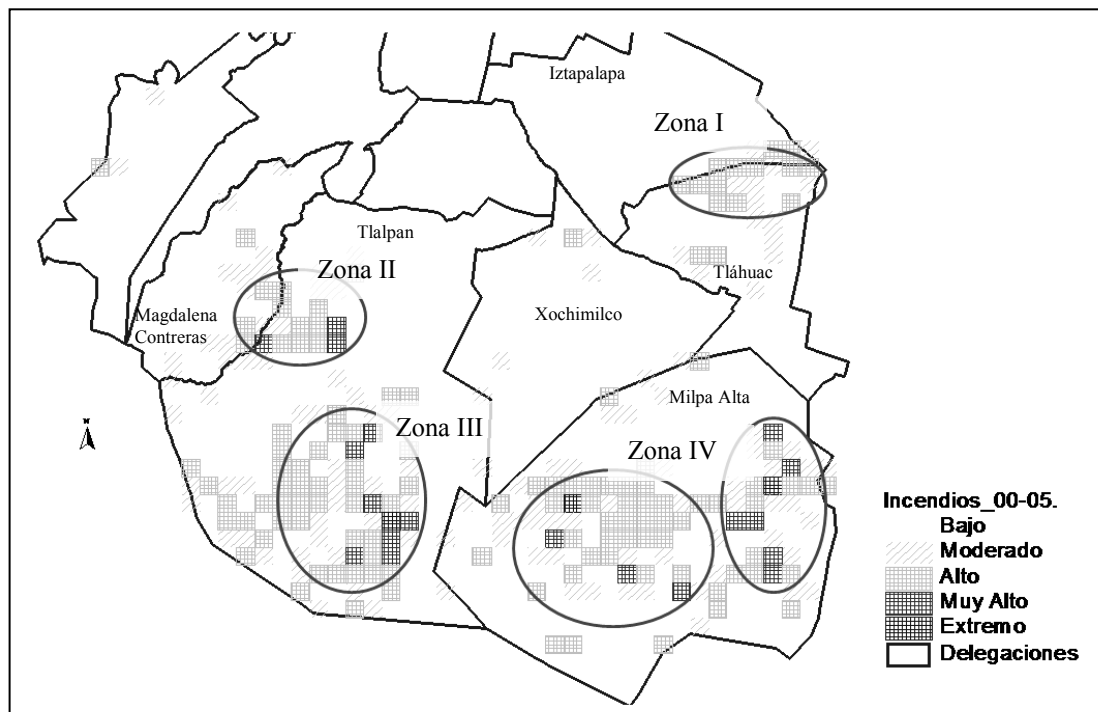 Iztapalapa
Zona I
Tlalpan
Zona II
Tláhuac
Magdalena
Contreras
Xochimilco
Milpa Alta
Zona III
Zona IV
N
Incendios_00-05.
Bajo
Moderado
Alto
Muy Alto
Extremo
Delegaciones